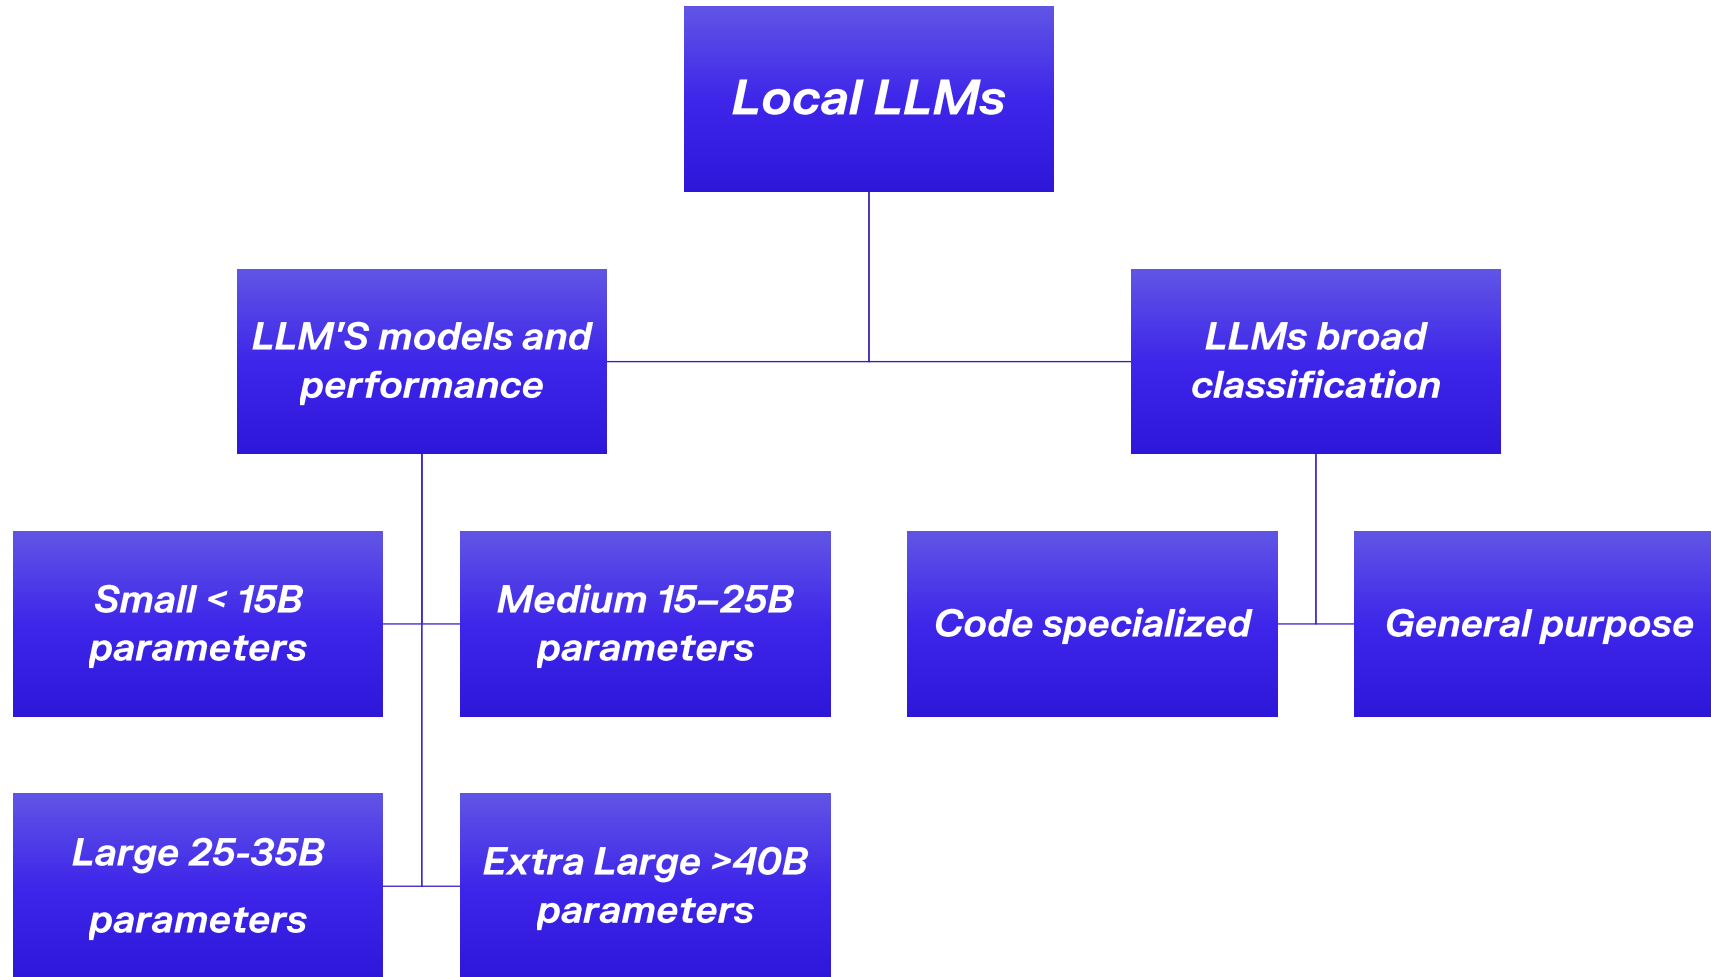 Local LLMs
LLM'S models and
performance
LLMs broad
classification
Small < 15B
parameters
Medium 15–25B
parameters
Code specialized
General purpose
Large 25-35B
parameters
Extra Large >40B
parameters